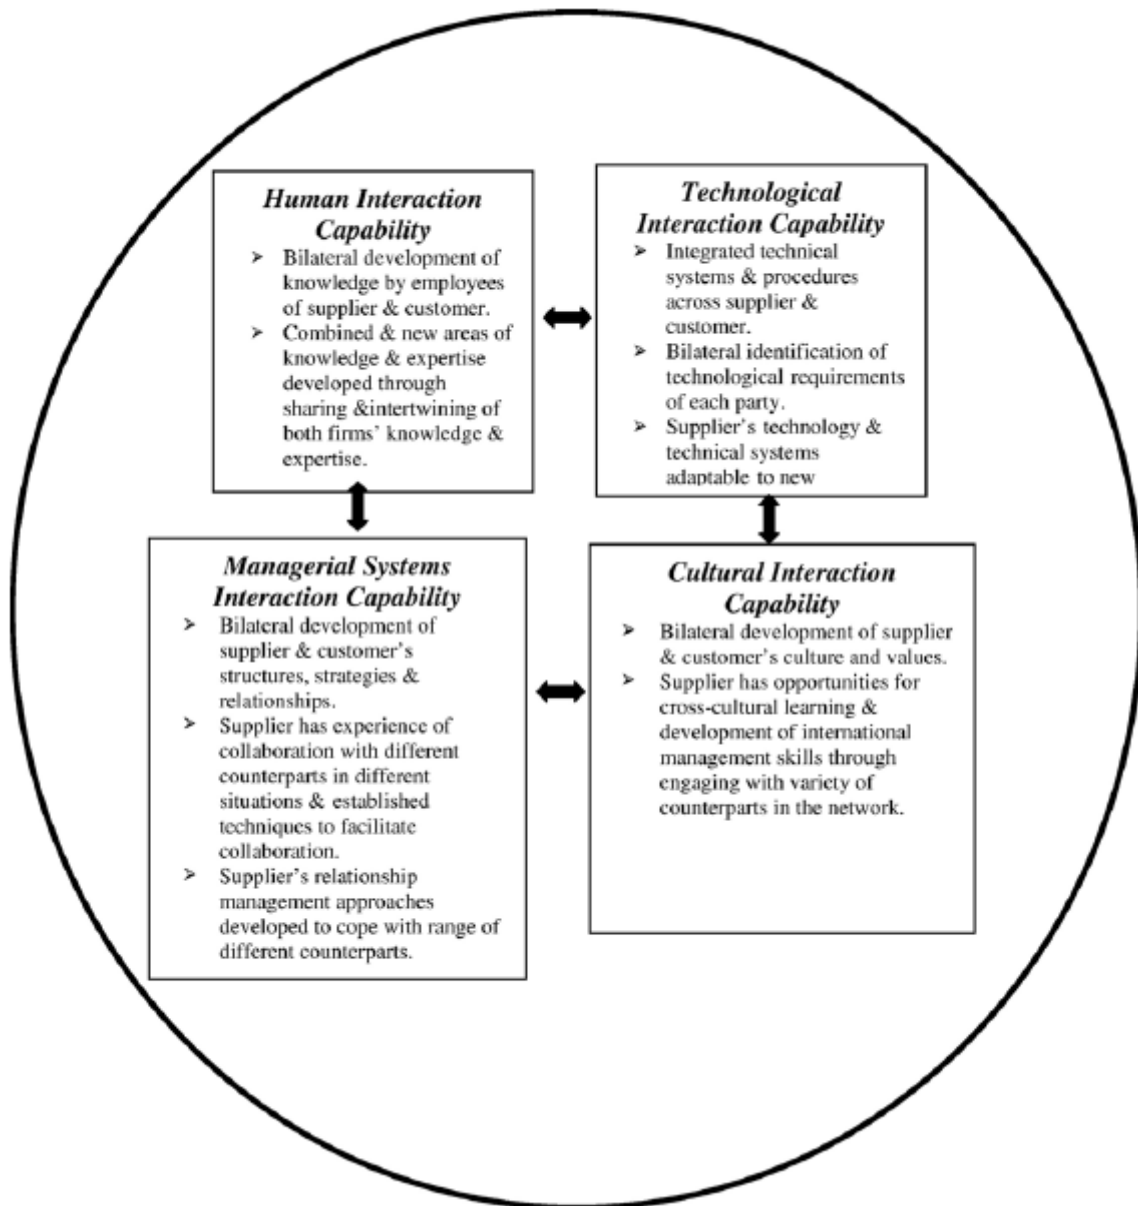 Human Interaction
Capability
➢ Bilateral development of
knowledge by employees
of supplier & customer.
➢ Combined & new areas of
knowledge & expertise
developed through
sharing &intertwining of
both firms' knowledge &
expertise.
Technological
Interaction Capability
➢ Integrated technical
systems & procedures
across supplier &
customer.
➢ Bilateral identification of
technological requirements
of each party.
➢ Supplier's technology &
technical systems
adaptable to new
Managerial Systems
Interaction Capability
➢ Bilateral development of
supplier & customer's
structures, strategies &
relationships.
➢ Supplier has experience of
collaboration with different
counterparts in different
situations & established
techniques to facilitate
collaboration.
➢ Supplier's relationship
management approaches
developed to cope with range of
different counterparts.
Cultural Interaction
Capability
➢ Bilateral development of supplier
& customer's culture and values.
➢ Supplier has opportunities for
cross-cultural learning &
development of international
management skills through
engaging with variety of
counterparts in the network.